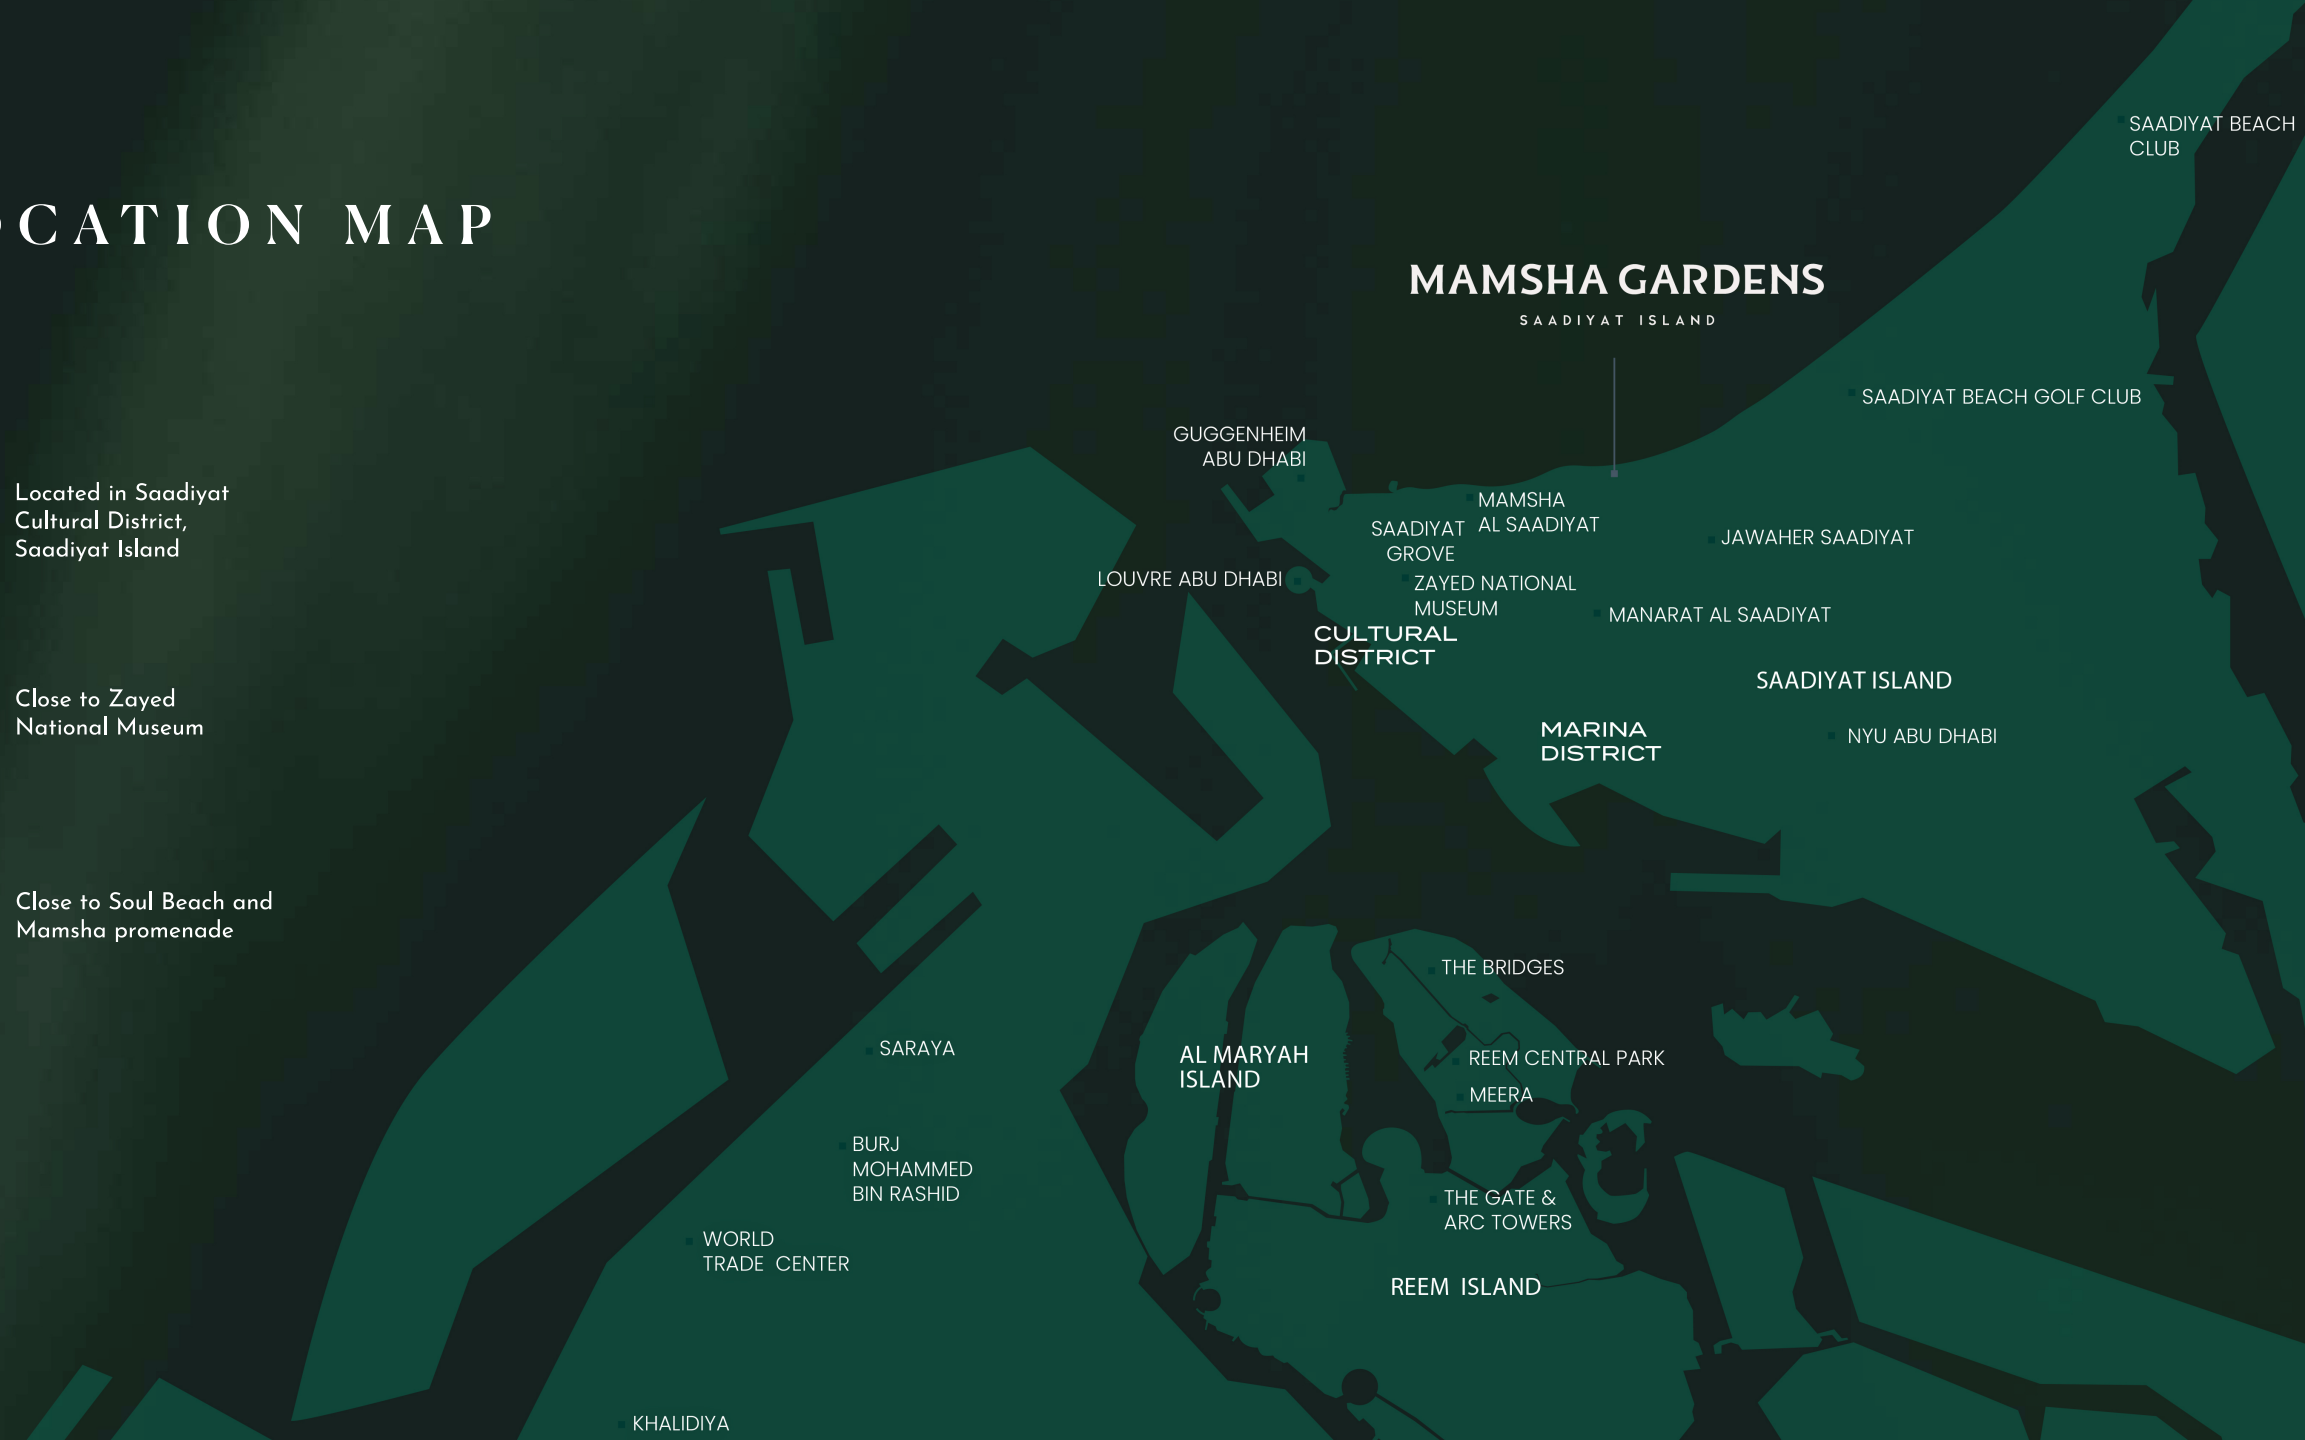 OCATION MAP
Located in Saadiyat
Cultural District,
Saadiyat Island
Close to Zayed
National Museum
Close to Soul Beach and
Mamsha promenade
SAADIYAT BEACH
CLUB
MAMSHA GARDENS
SAADIYAT ISLAND
SAADIYAT BEACH GOLF CLUB
GUGGENHEIM
ABU DHABI
MAMSHA
AL SAADIYAT
SAADIYAT
GROVE
JAWAHER SAADIYAT
LOUVRE ABU DHABI
ZAYED NATIONAL
MUSEUM
MANARAT AL SAADIYAT
CULTURAL
DISTRICT
SAADIYAT ISLAND
MARINA
DISTRICT
NYU ABU DHABI
THE BRIDGES
SARAYA
AL MARYAH
ISLAND
REEM CENTRAL PARK
MEERA
BURJ
MOHAMMED
BIN RASHID
THE GATE &
ARC TOWERS
WORLD
TRADE CENTER
REEM ISLAND
KHALIDIYA